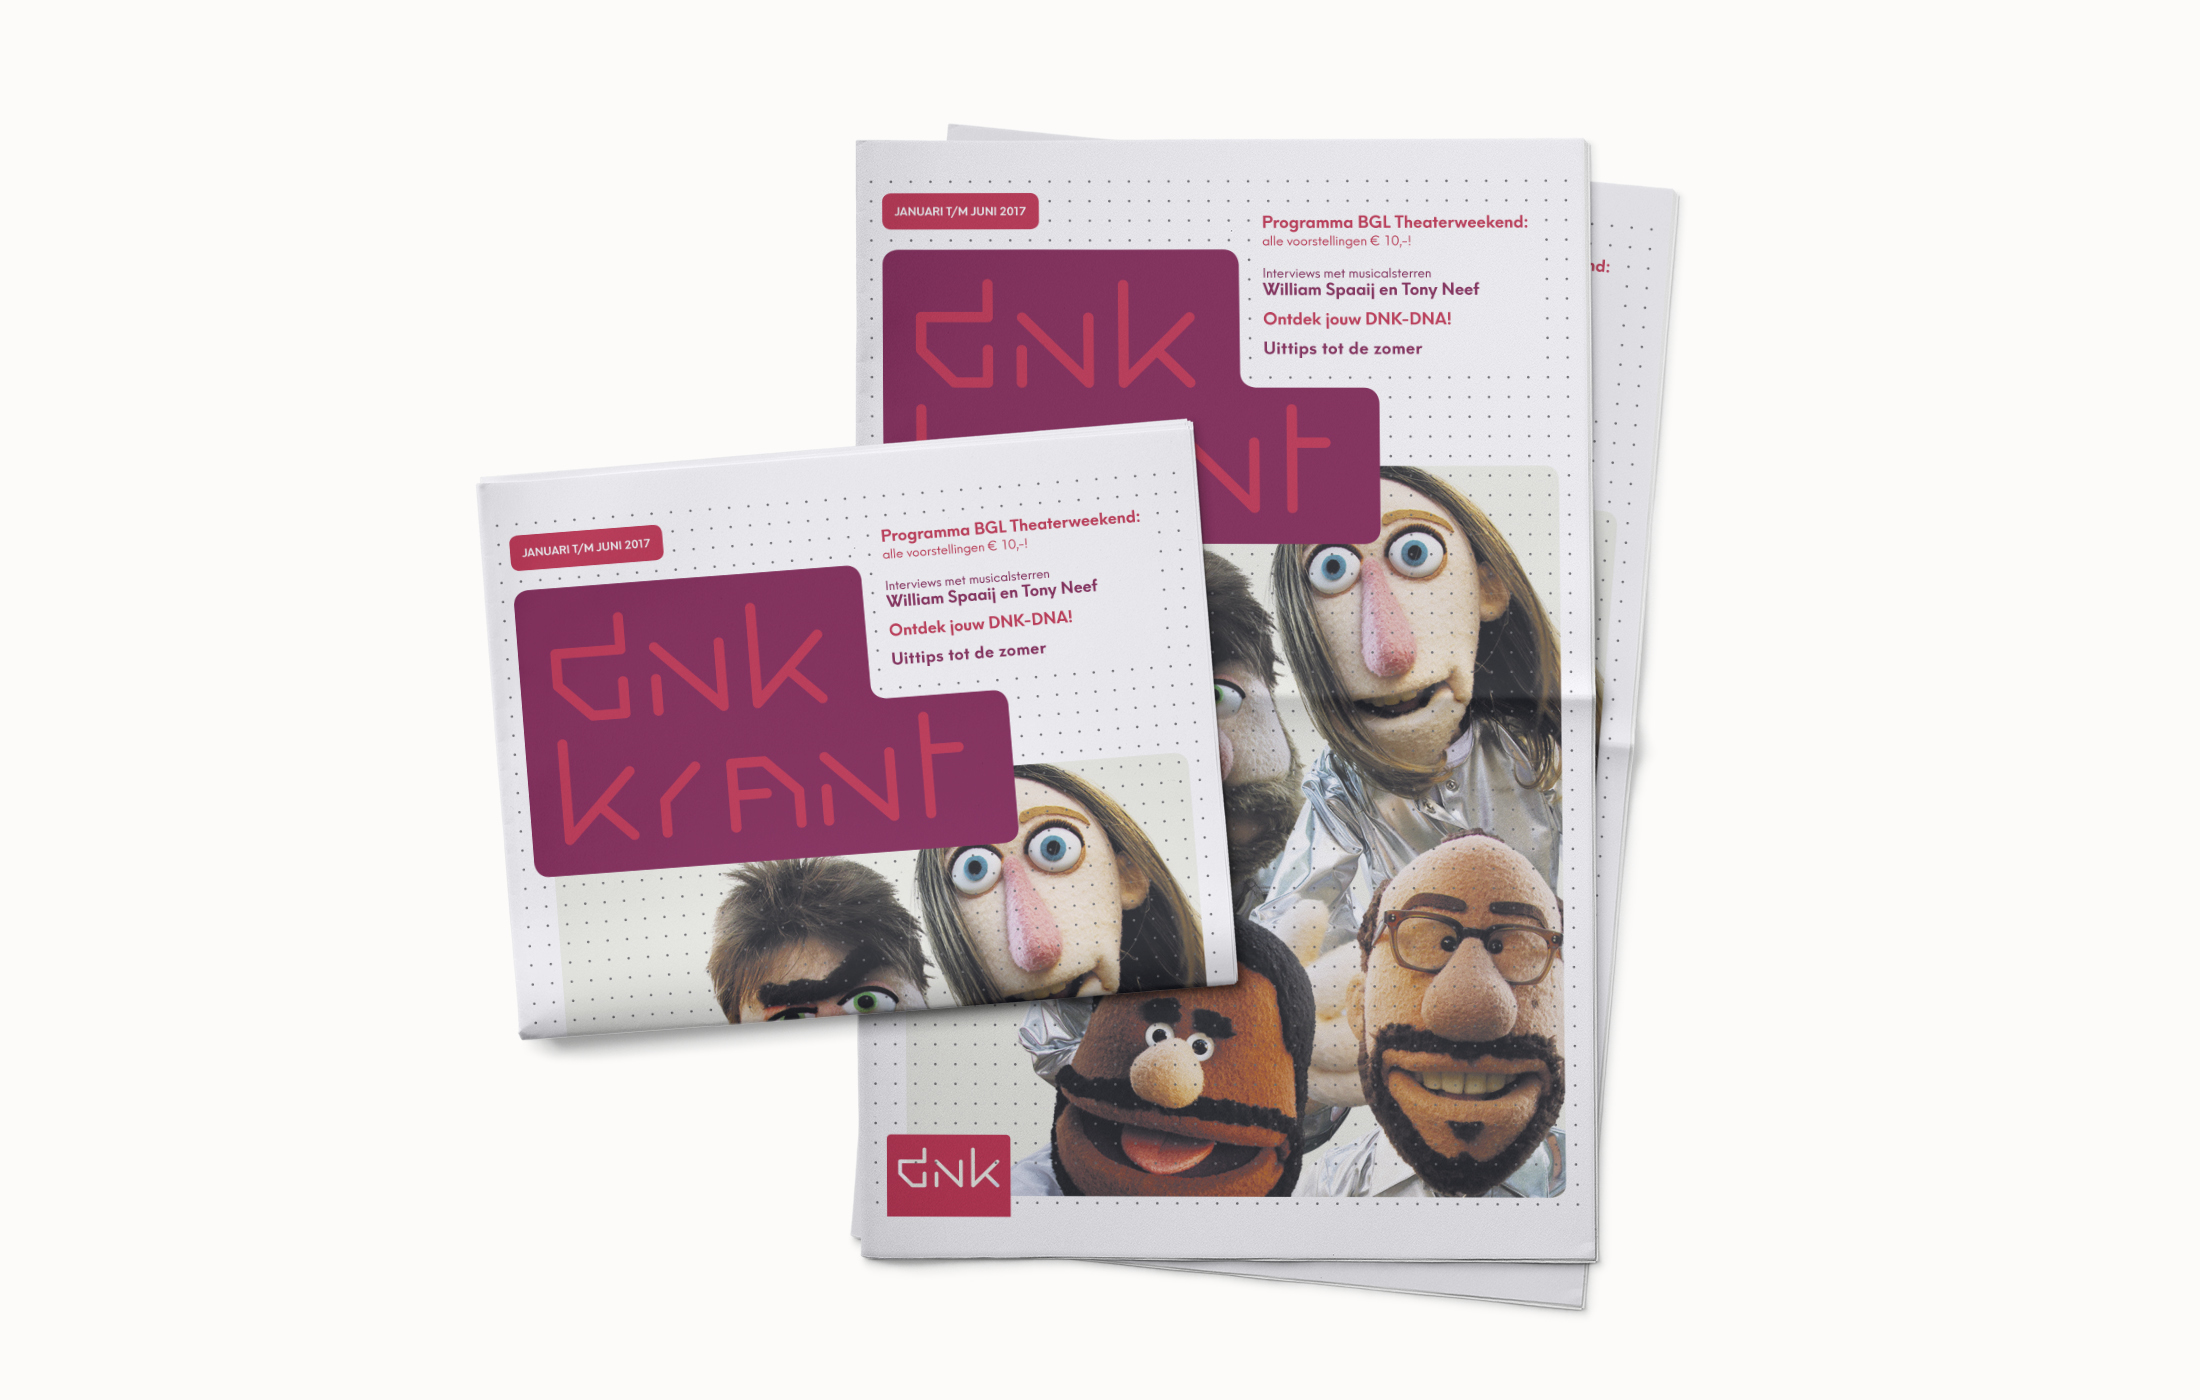 JANUARI T/M JUNI 2017
Programma BGL Theaterweekend:
alle voorstellingen € 10,-!
Interviews met musicalsterren
William Spaaij en Tony Neef
Ontdek jouw DNK-DNA!
Uittips tot de zomer
dnk
nt
nd:
dnk
JANUARI T/M JUNI 2017
Programma BGL Theaterweekend:
alle voorstellingen € 10,-!
Interviews met musicalsterren
William Spaaij en Tony Neef
Ontdek jouw DNK-DNA!
Uittips tot de zomer
dnk
krant